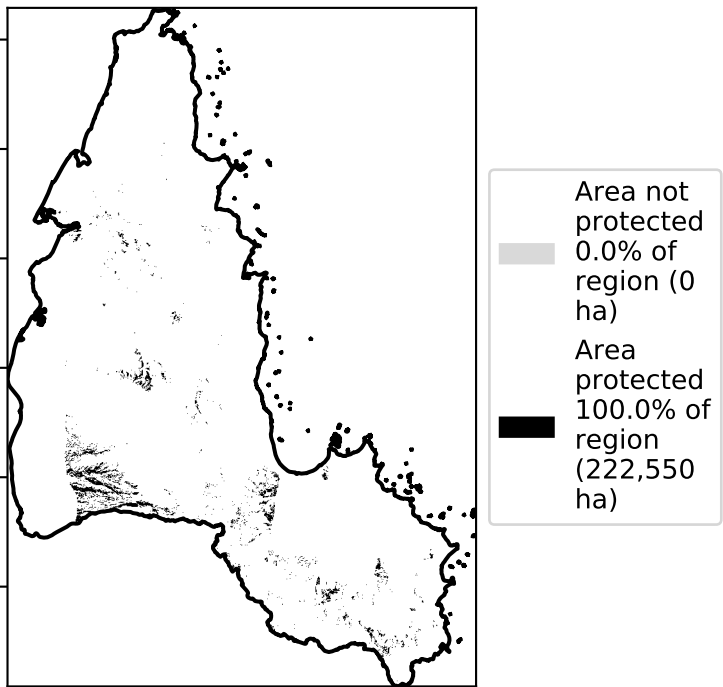 Area not
protected
0.0% of
region (0
ha)
Area
protected
100.0% of
region
(222,550
ha)